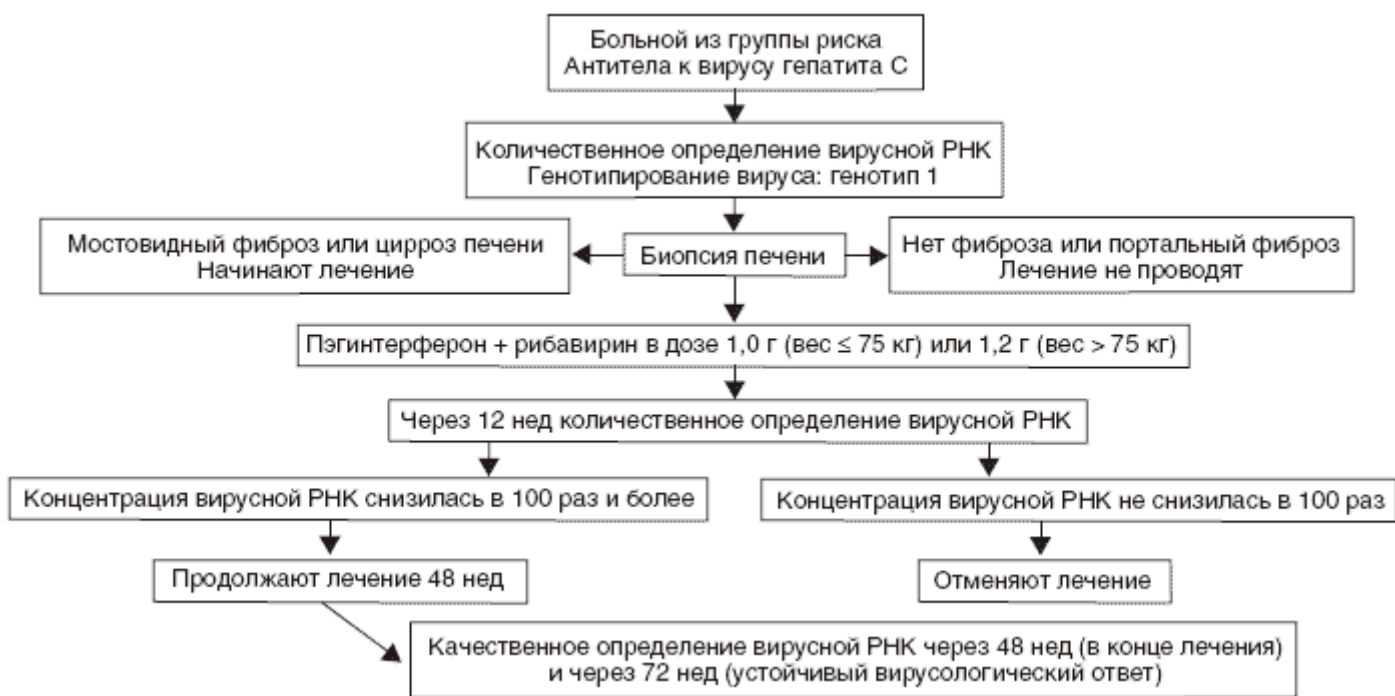 Больной из группы риска
Антитела к вирусу гепатита С
Количественное определение вирусной РНК
Генотипирование вируса: генотип 1
Мостовидный фиброз или цирроз печени
Начинают лечение
Биопсия печени
Нет фиброза или портальный фиброз
Лечение не проводят
Пэгинтерферон + рибавирин в дозе 1,0 г (вес ≤ 75 кг) или 1,2 г (вес > 75 кг)
Через 12 нед количественное определение вирусной РНК
Концентрация вирусной РНК снизилась в 100 раз и более
Концентрация вирусной РНК не снизилась в 100 раз
Продолжают лечение 48 нед
Отменяют лечение
Качественное определение вирусной РНК через 48 нед (в конце лечения)
и через 72 нед (устойчивый вирусологический ответ)